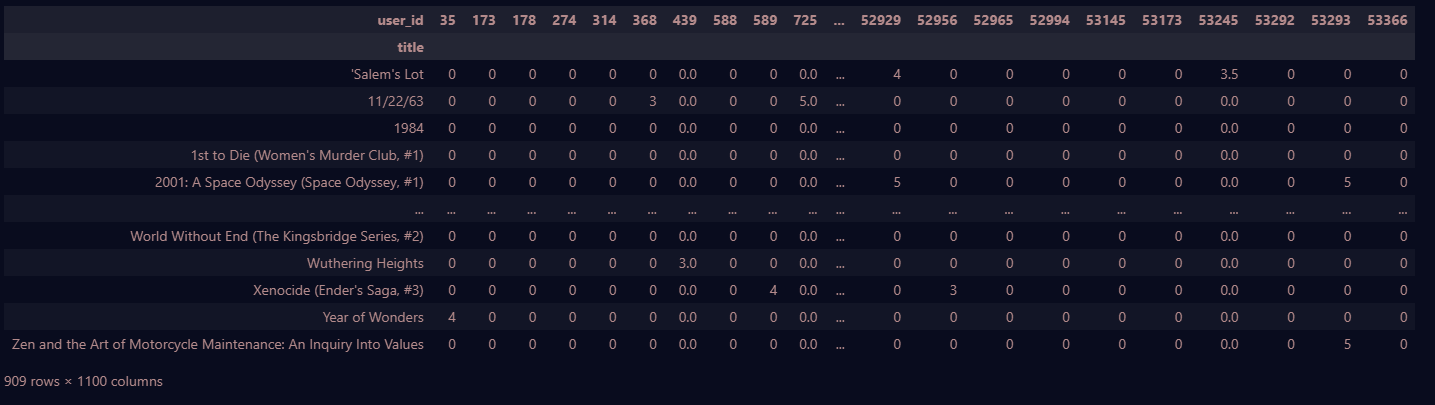 user_id 35 173 178 274 314 368 439 588 589 725 ... 52929 52956 52965 52994 53145 53173 53245 53292 53293 53366
title
'Salem's Lot 0 0 0 0 0 0 0.0 0 0 0.0 ... 4 0 0 0 0 0 3.5 0 0 0
11/22/63 0 0 0 0 0 3 0.0 0 0 5.0 ... 0 0 0 0 0 0 0.0 0 0 0
1984 0 0 0 0 0 0 0.0 0 0 0.0 ... 0 0 0 0 0 0 0.0 0 0 0
1st to Die (Women's Murder Club, #1) 0 0 0 0 0 0 0.0 0 0 0.0 ... 0 0 0 0 0 0 0.0 0 0 0
2001: A Space Odyssey (Space Odyssey, #1) 0 0 0 0 0 0 0.0 0 0 0.0 ... 5 0 0 0 0 0 0.0 0 5 0
... ... ... ... ... ... ... ... ... ... ... ... ... ... ... ... ... ... ... ... ... ...
World Without End (The Kingsbridge Series, #2) 0 0 0 0 0 0 0.0 0 0 0.0 ... 0 0 0 0 0 0 0.0 0 0 0
Wuthering Heights 0 0 0 0 0 0 3.0 0 0 0.0 ... 0 0 0 0 0 0 0.0 0 0 0
Xenocide (Ender's Saga, #3) 0 0 0 0 0 0 0.0 0 4 0.0 ... 0 3 0 0 0 0 0.0 0 0 0
Year of Wonders 4 0 0 0 0 0 0.0 0 0 0.0 ... 0 0 0 0 0 0 0.0 0 0 0
Zen and the Art of Motorcycle Maintenance: An Inquiry Into Values 0 0 0 0 0 0 0.0 0 0 0.0 ... 0 0 0 0 0 0 0.0 0 5 0
909 rows × 1100 columns